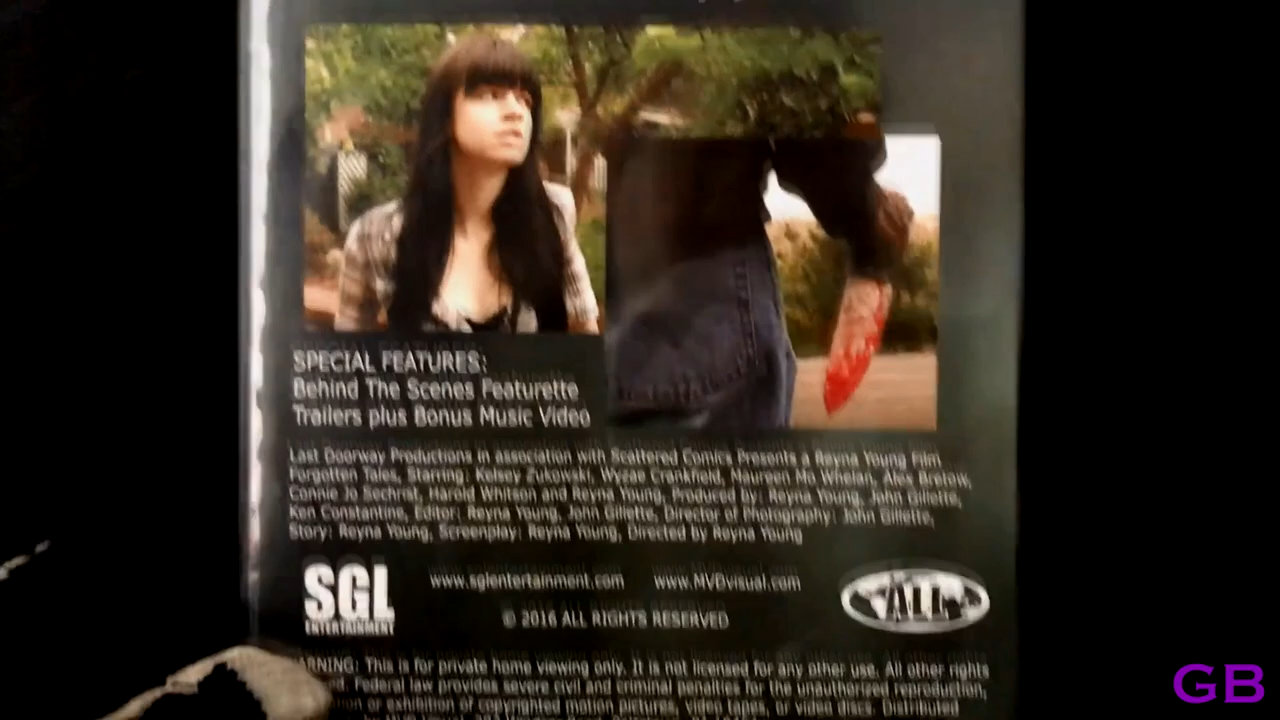 SPECIAL FEATURES:
Behind The Scenes Featurette
Trailers plus Bonus Music Video
Last Doorway Productions in association with Scattered Comics Presents a Reyna Young Film
Forgotten Tales, Starring: Kelsey Zukowski, Wyzae Maureen Mc Whelan, Alex
Connie Jo Sechrist, Harold Whitson and Reyna Young, Produced by: Reyna Young, John Gillette,
Ken Constantine, Editor: Reyna Young, John Gillette, Director of Photography: John Gillette,
Story: Reyna Young, Screenplay: Reyna Young, Directed by Reyna Young
SGL
ENTERTAINMENT
www.sglentertainment.com www.MVDvisual.com
ALL
© 2016 ALL RIGHTS RESERVED
ARNING: This is for private home viewing only. It is not licensed for any other use. All other rights
Federal law provides severe civil and criminal penalties for the unauthorized reproduction,
or exhibition of copyrighted motion pictures, video tapes, or video discs. Distributed
by MVD Visual
GB